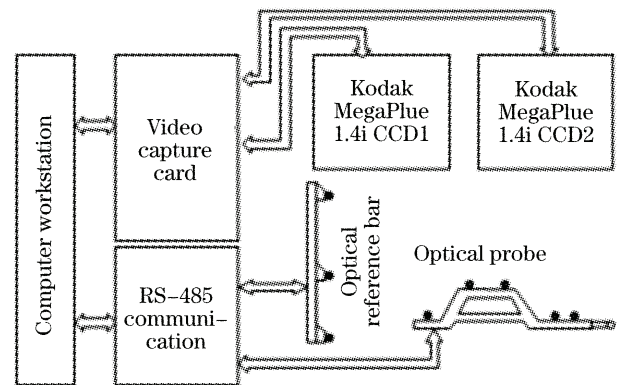 Computer workstation
Video
capture
card
Kodak
MegaPlue
1.4i CCD1
Kodak
MegaPlue
1.4i CCD2
RS-485
communi-
cation
Optical
reference bar
Optical probe